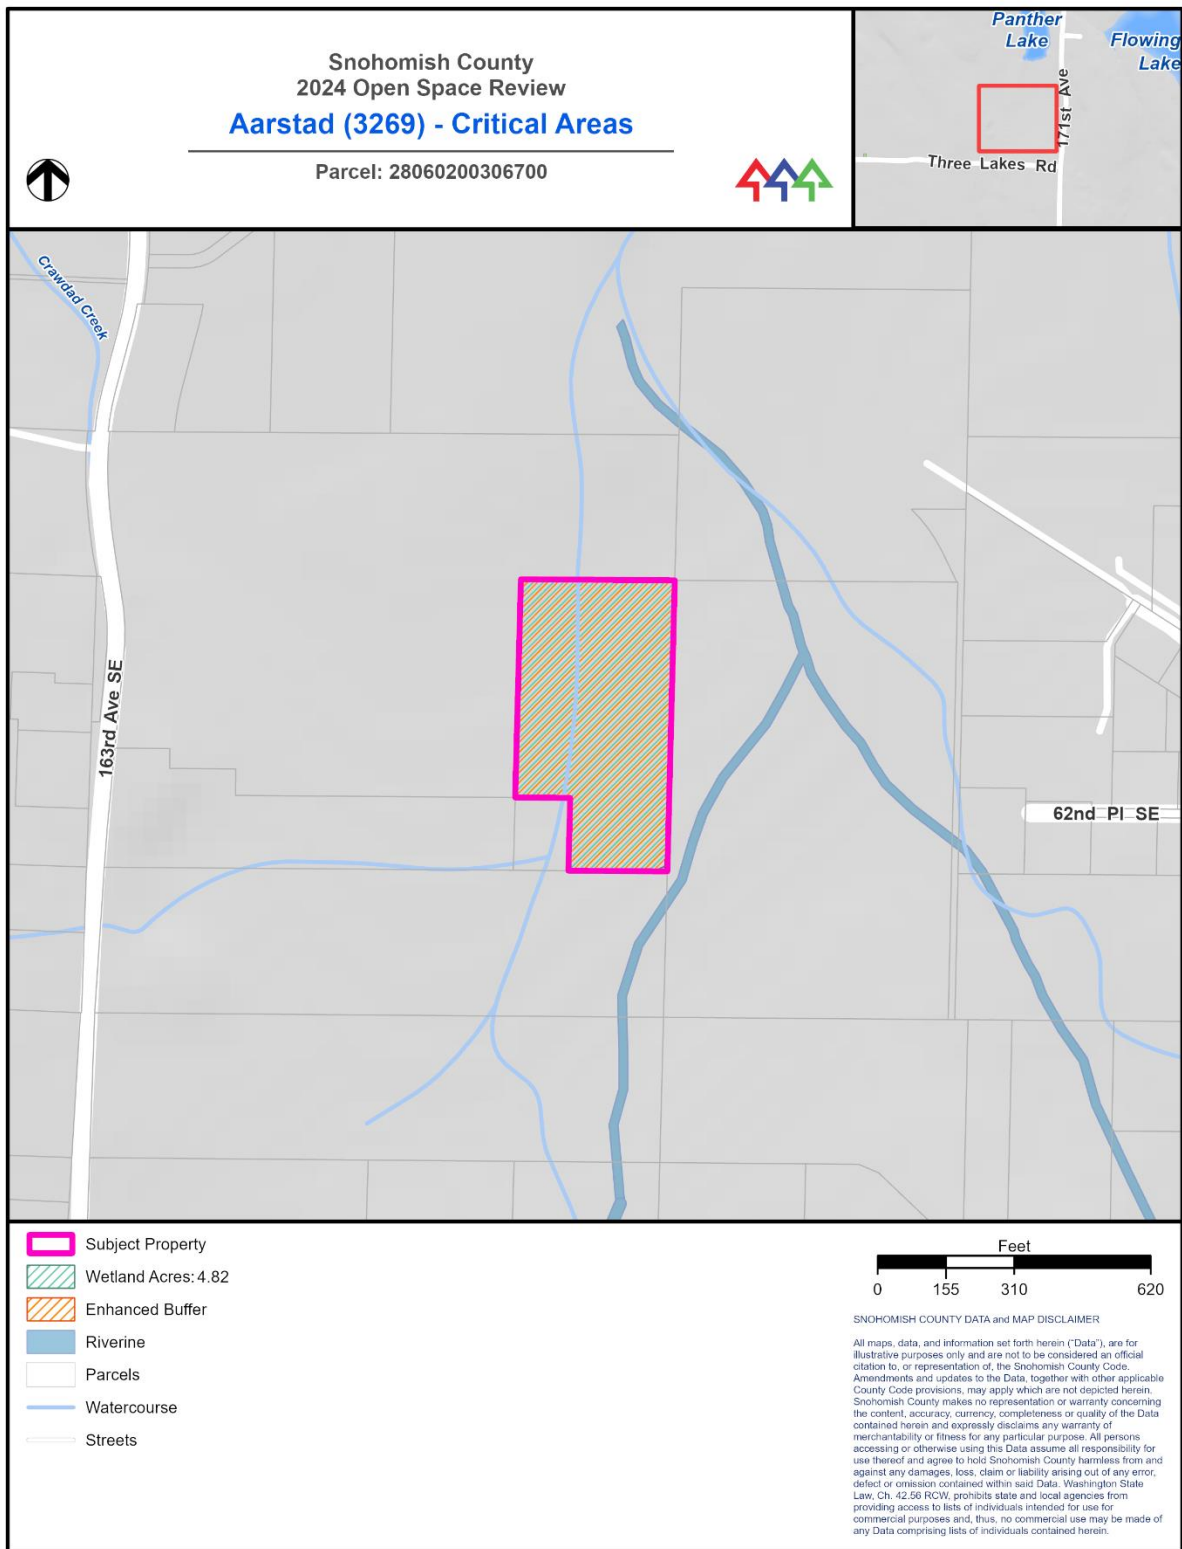 Snohomish County
2024 Open Space Review
Aarstad (3269) - Critical Areas
Parcel: 28060200306700
Panther
Lake
Flowing
Lake
171st Ave
Three Lakes Rd
Crawdad Creek
163rd Ave SE
62nd Pl SE
Subject Property
Wetland Acres: 4.82
Enhanced Buffer
Riverine
Parcels
Watercourse
Streets
Feet
0 155 310 620
SNOHOMISH COUNTY DATA and MAP DISCLAIMER
All maps, data, and information set forth herein ("Data"), are for
illustrative purposes only and are not to be considered an official
citation to, or representation of, the Snohomish County Code.
Amendments and updates to the Data, together with other applicable
County Code provisions, may apply which are not depicted herein.
Snohomish County makes no representation or warranty concerning
the content, accuracy, currency, completeness or quality of the Data
contained herein and expressly disclaims any warranty of
merchantability or fitness for any particular purpose. All persons
accessing or otherwise using this Data assume all responsibility for
use thereof and agree to hold Snohomish County harmless from and
against any damages, loss, claim or liability arising out of any error,
defect or omission contained within said Data. Washington State
Law, Ch. 42.56 RCW, prohibits state and local agencies from
providing access to lists of individuals intended for use for
commercial purposes and, thus, no commercial use may be made of
any Data comprising lists of individuals contained herein.